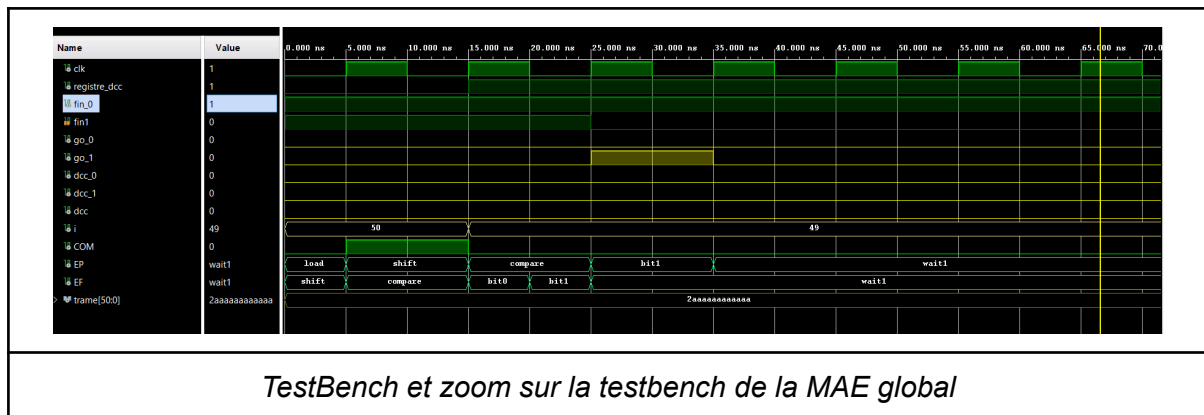 Name Value 0.000 ns 5.000 ns 10.000 ns 15.000 ns 20.000 ns 25.000 ns 30.000 ns 35.000 ns 40.000 ns 45.000 ns 50.000 ns 55.000 ns 60.000 ns 65.000 ns 70.0
clk 1
registre_dcc 1
fin_0 1
fin1 0
go_0 0
go_1 0
dcc_0 0
dcc_1 0
dcc 0
i 49 50 49
COM 0
EP wait1 load shift compare bit1 wait1
EF wait1 shift compare bit0 bit1 wait1
trame[50:0] 2aaaaaaaaaaaa 2aaaaaaaaaaaa
TestBench et zoom sur la testbench de la MAE global